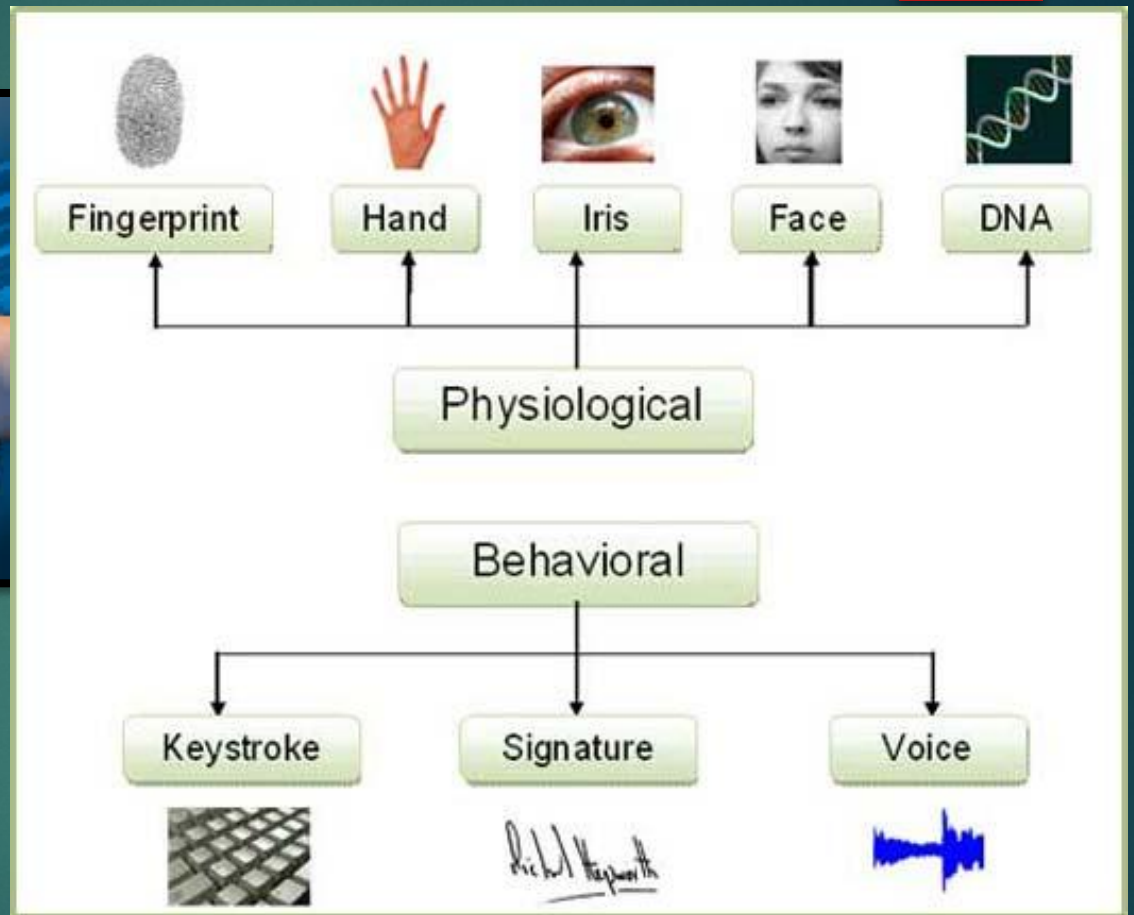 Fingerprint
Hand
Iris
Face
DNA
Physiological
Behavioral
Keystroke
Signature
Voice